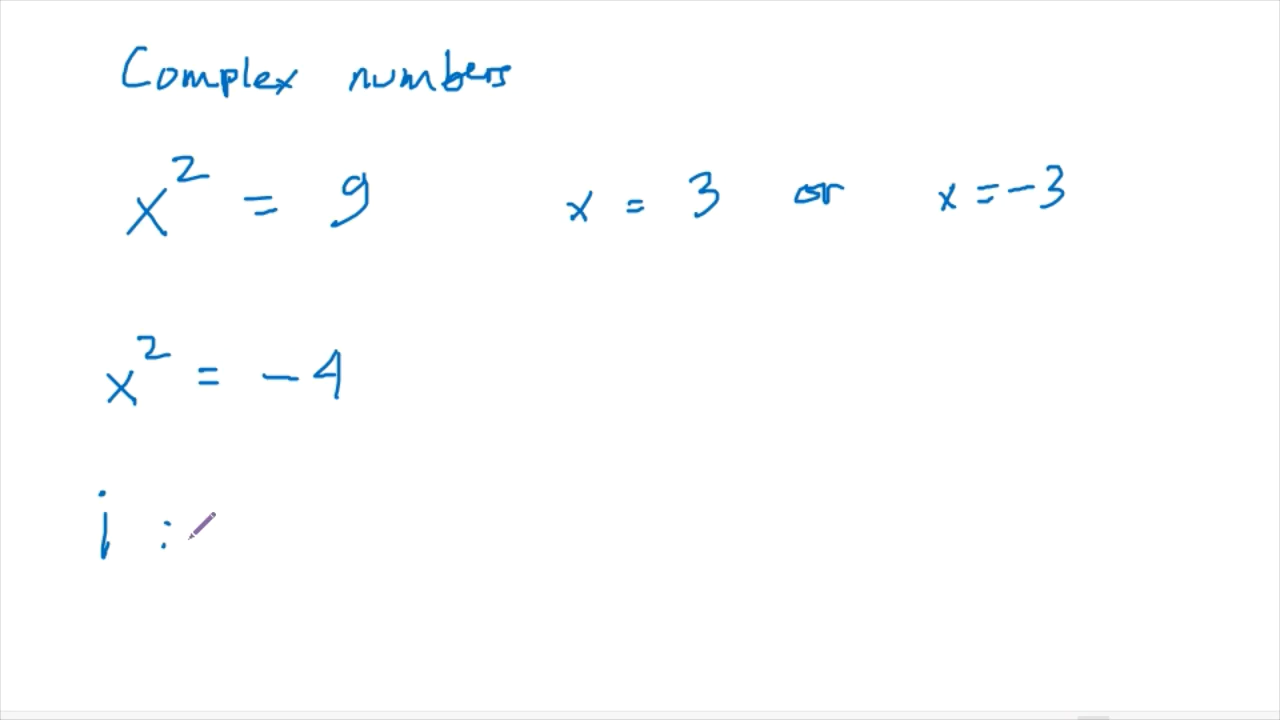 Complex numbers
x² = 9 x = 3 or x = -3
x² = -4
i :